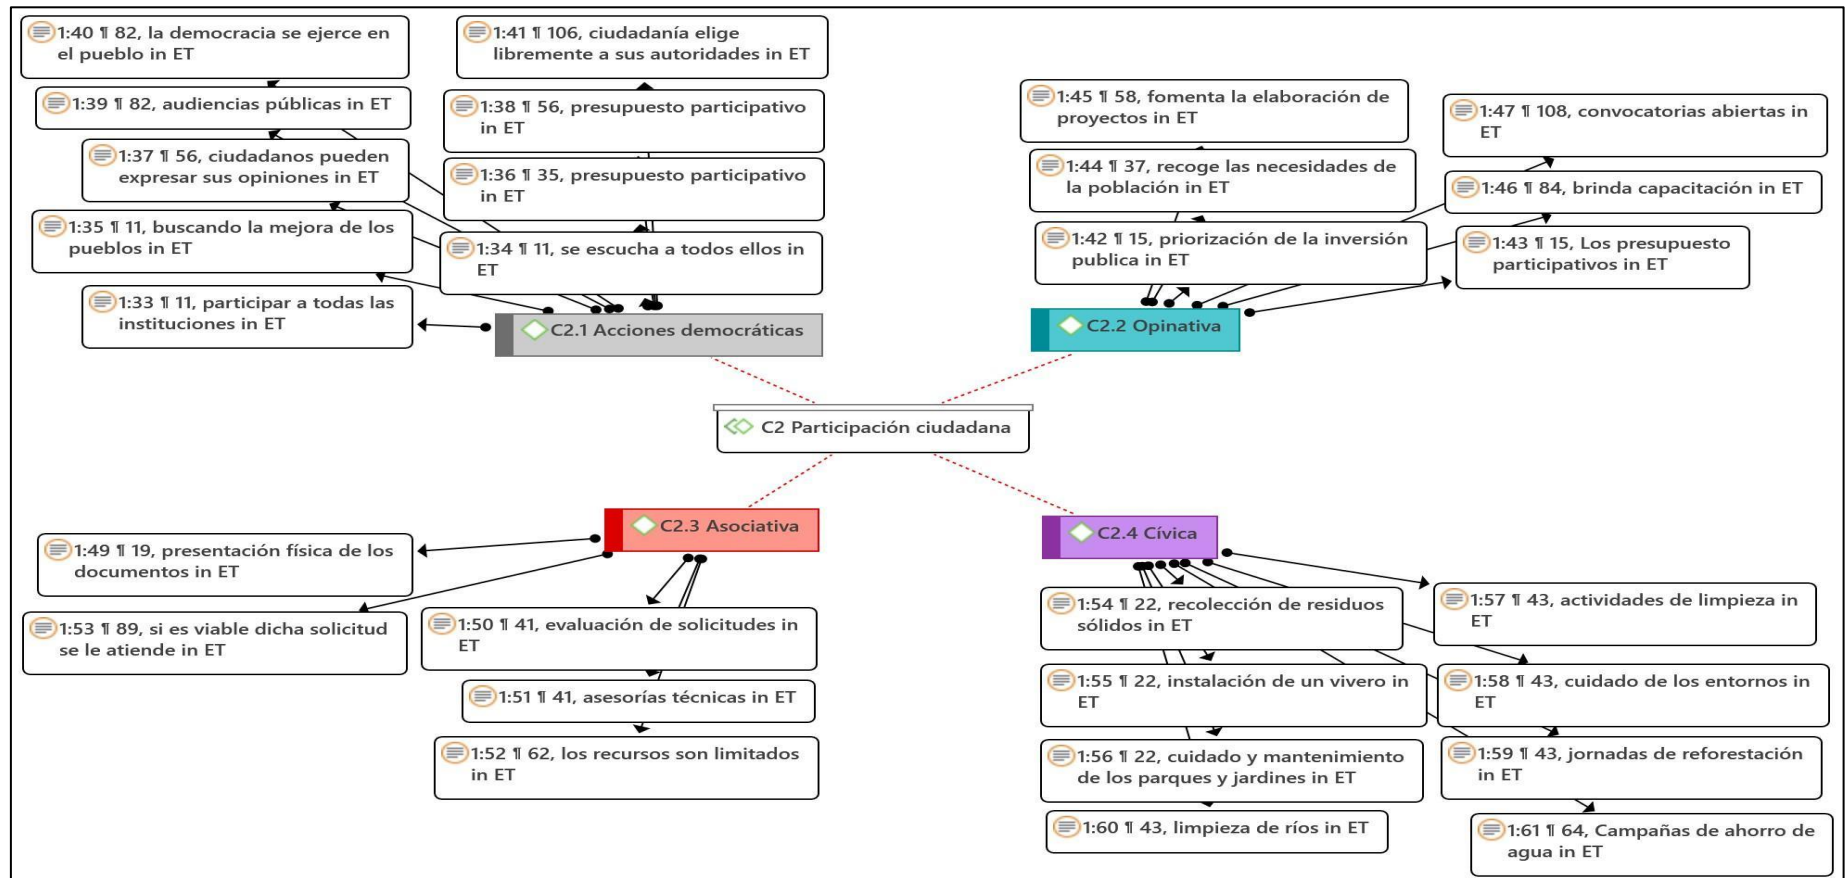 1:40 ¶ 82, la democracia se ejerce en
el pueblo in ET
1:41 ¶ 106, ciudadanía elige
libremente a sus autoridades in ET
1:39 ¶ 82, audiencias públicas in ET
1:38 ¶ 56, presupuesto participativo
in ET
1:37 ¶ 56, ciudadanos pueden
expresar sus opiniones in ET
1:36 ¶ 35, presupuesto participativo
in ET
1:35 ¶ 11, buscando la mejora de los
pueblos in ET
1:34 ¶ 11, se escucha a todos ellos in
ET
1:33 ¶ 11, participar a todas las
instituciones in ET
C2.1 Acciones democráticas
1:45 ¶ 58, fomenta la elaboración de
proyectos in ET
1:47 ¶ 108, convocatorias abiertas in
ET
1:44 ¶ 37, recoge las necesidades de
la población in ET
1:46 ¶ 84, brinda capacitación in ET
1:42 ¶ 15, priorización de la inversión
publica in ET
1:43 ¶ 15, Los presupuesto
participativos in ET
C2.2 Opinativa
C2 Participación ciudadana
C2.3 Asociativa
1:49 ¶ 19, presentación física de los
documentos in ET
1:53 ¶ 89, si es viable dicha solicitud
se le atiende in ET
1:50 ¶ 41, evaluación de solicitudes in
ET
1:51 ¶ 41, asesorías técnicas in ET
1:52 ¶ 62, los recursos son limitados
in ET
C2.4 Cívica
1:54 ¶ 22, recolección de residuos
sólidos in ET
1:57 ¶ 43, actividades de limpieza in
ET
1:55 ¶ 22, instalación de un vivero in
ET
1:58 ¶ 43, cuidado de los entornos in
ET
1:56 ¶ 22, cuidado y mantenimiento
de los parques y jardines in ET
1:59 ¶ 43, jornadas de reforestación
in ET
1:60 ¶ 43, limpieza de ríos in ET
1:61 ¶ 64, Campañas de ahorro de
agua in ET